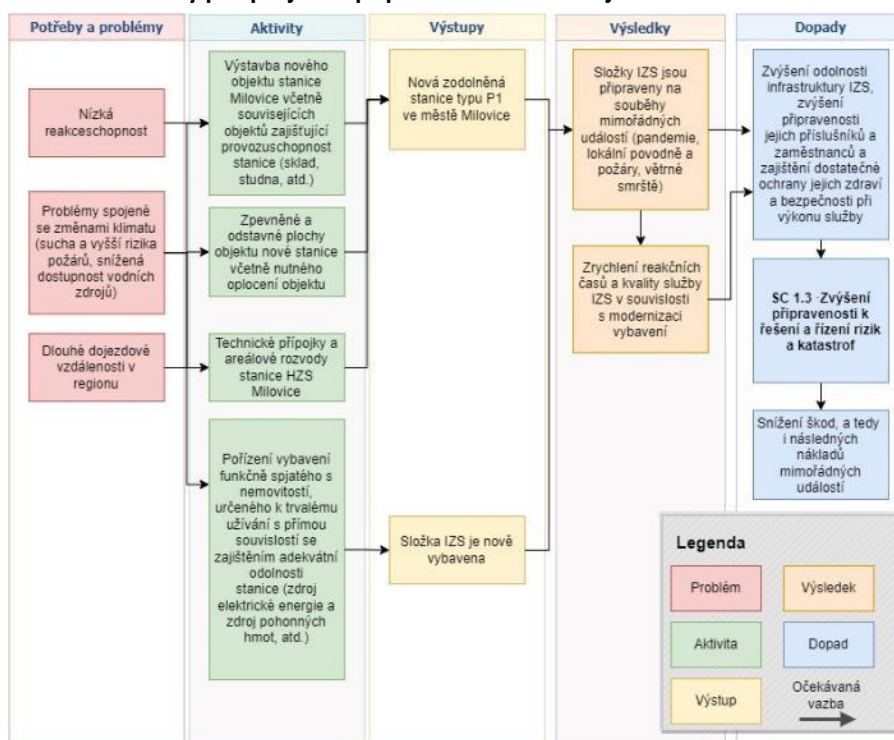 Potřeby a problémy
Nízká
reakceschopnost
Problémy spojené
se změnami klimatu
(sucha a vyšší rizika
požárů, snížená
dostupnost vodních
zdrojů)
Dlouhé dojezdové
vzdálenosti v
regionu
Aktivity
Výstavba nového
objektu stanice
Milovice včetně
souvisejících
objektů zajišťující
provozuschopnost
stanice (sklad,
studna, atd.)
Zpevněné a
odstavné plochy
objektu nové stanice
včetně nutného
oplocení objektu
Technické přípojky a
areálové rozvody
stanice HZS
Milovice
Pořízení vybavení
funkčně spjatého s
nemovitostí,
určeného k trvalému
užívání s přímou
souvislostí se
zajištěním adekvátní
odolnosti
stanice (zdroj
elektrické energie a
zdroj pohonných
hmot, atd.)
Výstupy
Nová zodolněná
stanice typu P1
ve městě Milovice
Složka IZS je nově
vybavena
Výsledky
Složky IZS jsou
připraveny na
souběhy
mimořádných
událostí (pandemie,
lokální povodně a
požáry, větrné
smrště)
Zrychlení reakčních
časů a kvality služby
IZS v souvislosti
s modernizaci
vybavení
Dopady
Zvýšení odolnosti
infrastruktury IZS,
zvýšení
připravenosti
jejich příslušníků a
zaměstnanců a
zajištění dostatečné
ochrany jejich zdraví
a bezpečnosti při
výkonu služby
SC 1.3 -Zvýšení
připravenosti k
řešení a řízení rizik
a katastrof
Snížení škod, a tedy
i následných
nákladů
mimořádných
událostí
Legenda
Problém
Výsledek
Aktivita
Dopad
Výstup
Očekávaná
vazba